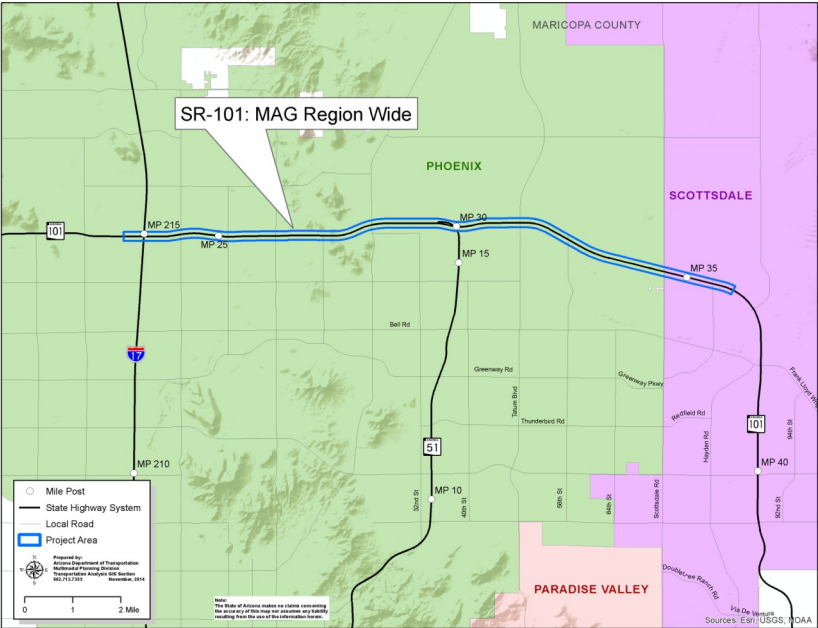 MARICOPA COUNTY
SR-101: MAG Region Wide
PHOENIX
SCOTTSDALE
MP 215
MP 30
101
MP 25
MP 15
MP 35
Bell Rd
17
Greenway Rd
Greenway Pkwy
Frank Lloyd Wri
Tatum Blvd
Thunderbird Rd
Redfield Rd
Hayden Rd
94th St
101
51
MP 210
MP 40
MP 10
32nd St
40th St
56th St
64th St
Scottsdale Rd
92nd St
Mile Post
State Highway System
Local Road
Project Area
N
W E
S
Prepared by:
Arizona Department of Transportation
Multimodal Planning Division
Transportation Analysis GIS Section
602.712.7333 November, 2014
0 1 2 Mile
Note:
The State of Arizona makes no claims concerning
the accuracy of this map nor assumes any liability
resulting from the use of the information herein.
PARADISE VALLEY
Doubletree Ranch Rd
Via De Ventura
Sources: Esri, USGS, NOAA